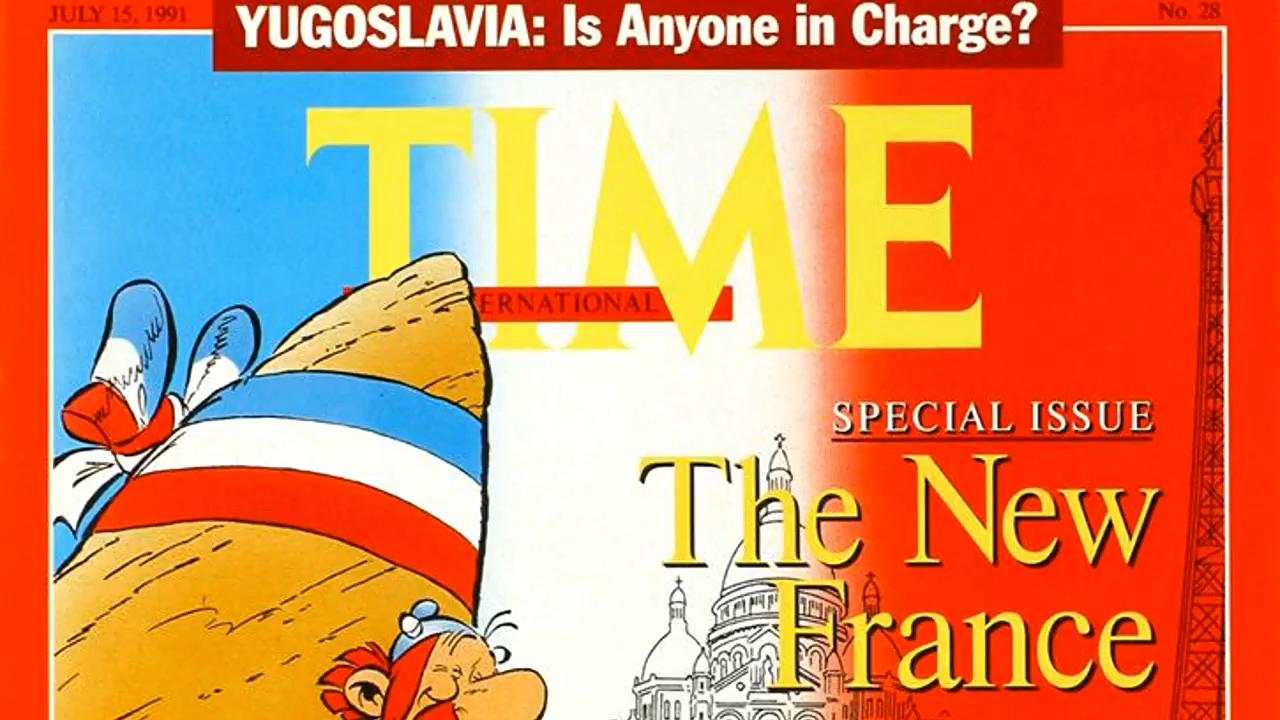 JULY 15, 1991
YUGOSLAVIA: Is Anyone in Charge?
No. 28
TIME
ERNATIONAL
SPECIAL ISSUE
The New
France